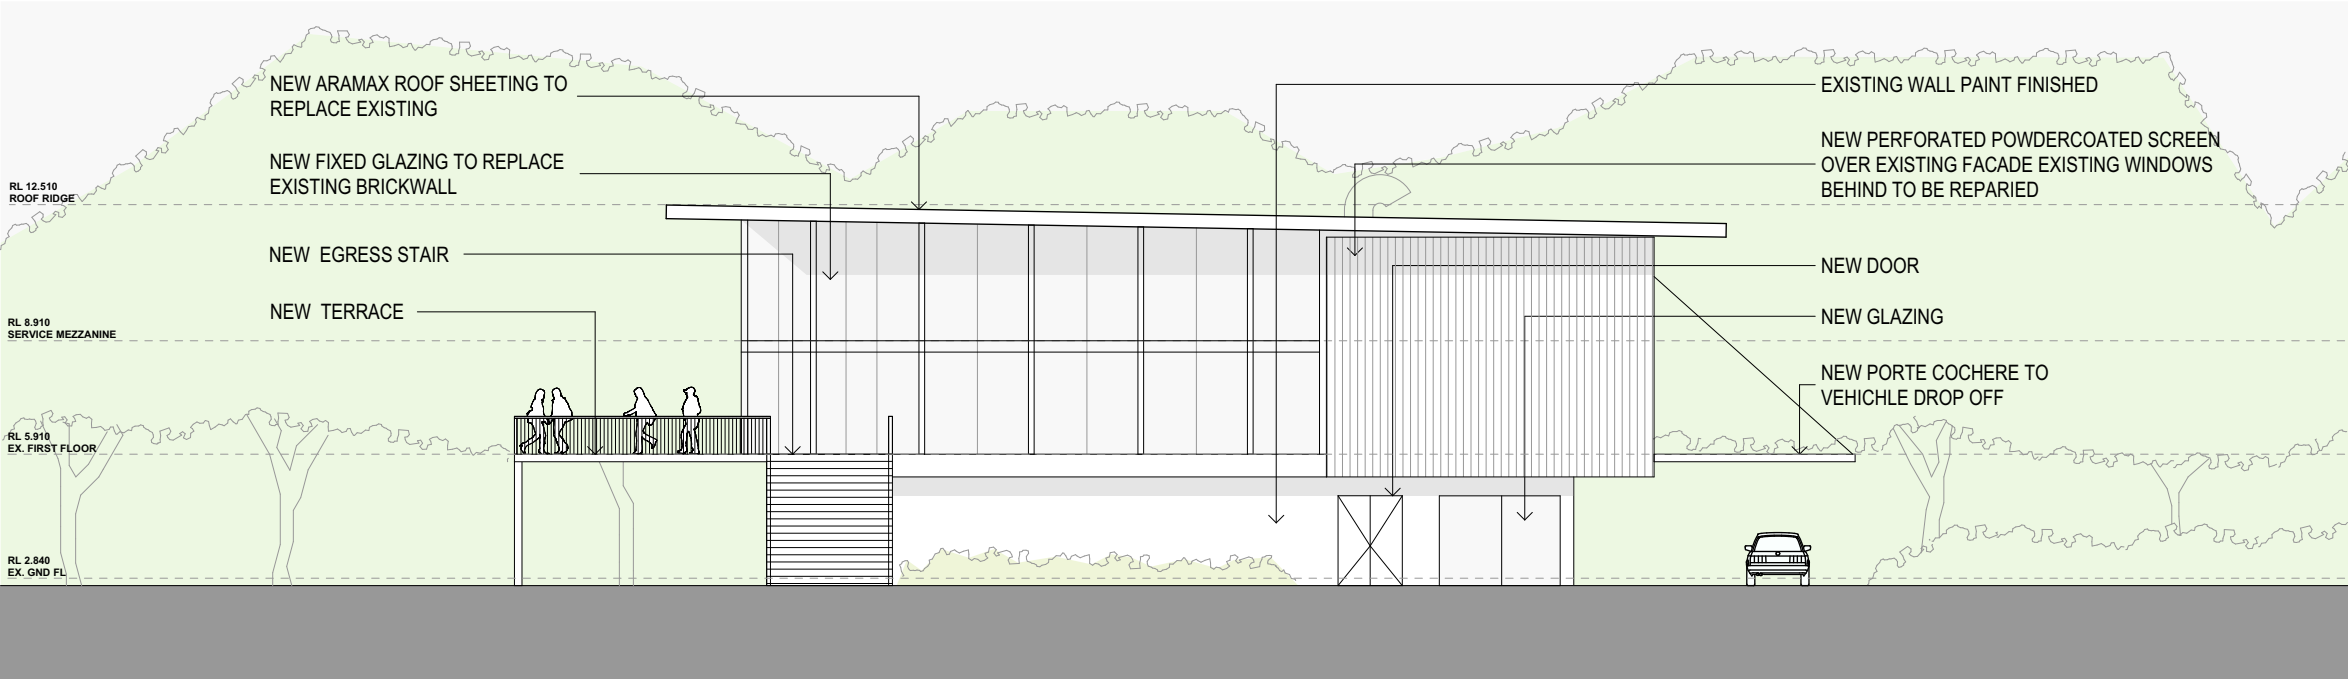 NEW ARAMAX ROOF SHEETING TO
REPLACE EXISTING
NEW FIXED GLAZING TO REPLACE
EXISTING BRICKWALL
NEW EGRESS STAIR
NEW TERRACE
RL 12.510
ROOF RIDGE
RL 8.910
SERVICE MEZZANINE
RL 5.910
EX. FIRST FLOOR
RL 2.840
EX. GND FL
EXISTING WALL PAINT FINISHED
NEW PERFORATED POWDERCOATED SCREEN
OVER EXISTING FACADE EXISTING WINDOWS
BEHIND TO BE REPARIED
NEW DOOR
NEW GLAZING
NEW PORTE COCHERE TO
VEHICHLE DROP OFF